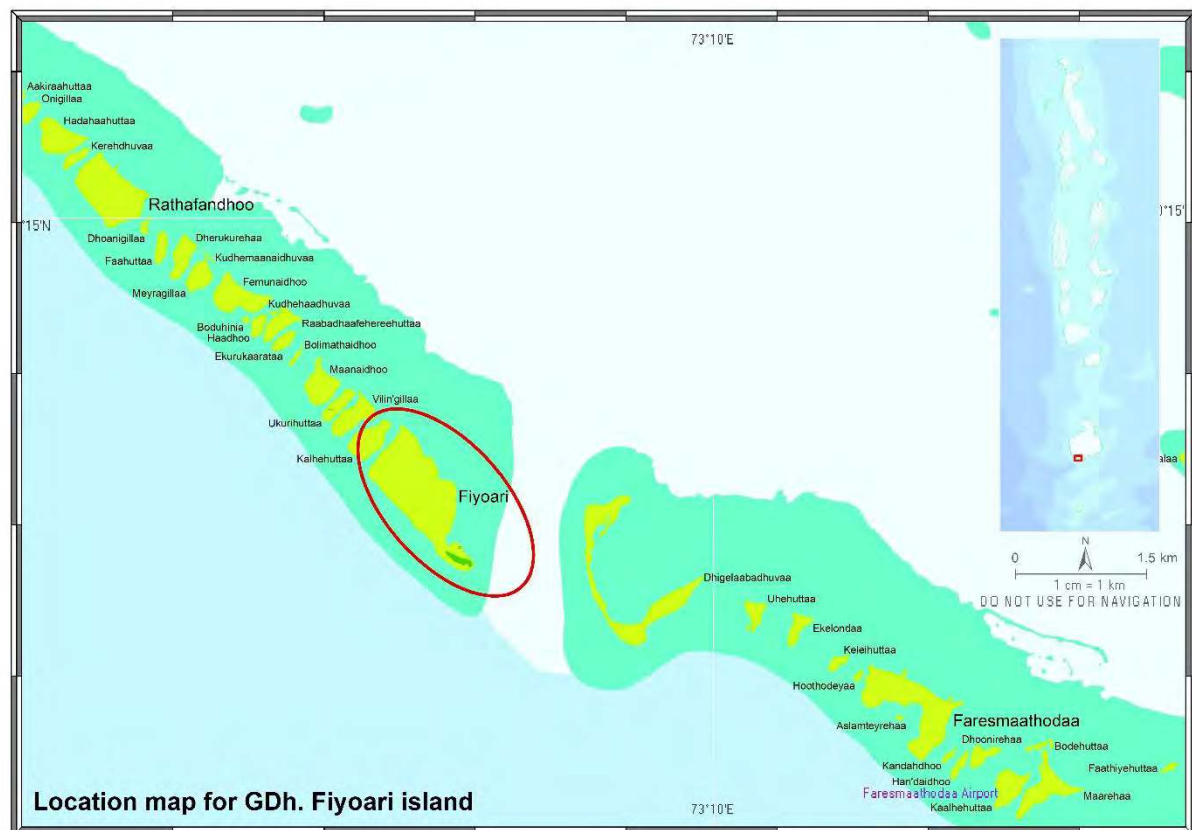 73°10'E
Aakiraahuttaa
Onigillaa
Hadahaahuttaa
Kerehdhuvaa
Rathafandhoo
°15'N
0°15'
Dhoanigillaa
Dherukurehaa
Faahuttaa
Kudhemaanaidhuvaa
Meyragillaa
Femunaidhoo
Kudhehaadhuvaa
Boduhinia
Raabadhaafehereehuttaa
Haadhoo
Bolimathaidhoo
Ekurukaarataa
Maanaidhoo
Vilin'gillaa
Ukurihuttaa
Kalhehuttaa
alaa
Fiyoari
N
0
1.5 km
1 cm = 1 km
DO NOT USE FOR NAVIGATION
Dhigelaabadhuvaa
Uhehuttaa
Ekelondaa
Keleihuttaa
Hoothodeyaa
Aslamteyrehaa
Faresmaathodaa
Dhoonirehaa
Bodehuttaa
Kandahdhoo
Han'daidhoo
Faathiyehuttaa
Faresmaathodaa Airport
Maarehaa
Kaalhehuttaa
Location map for GDh. Fiyoari island
73°10'E